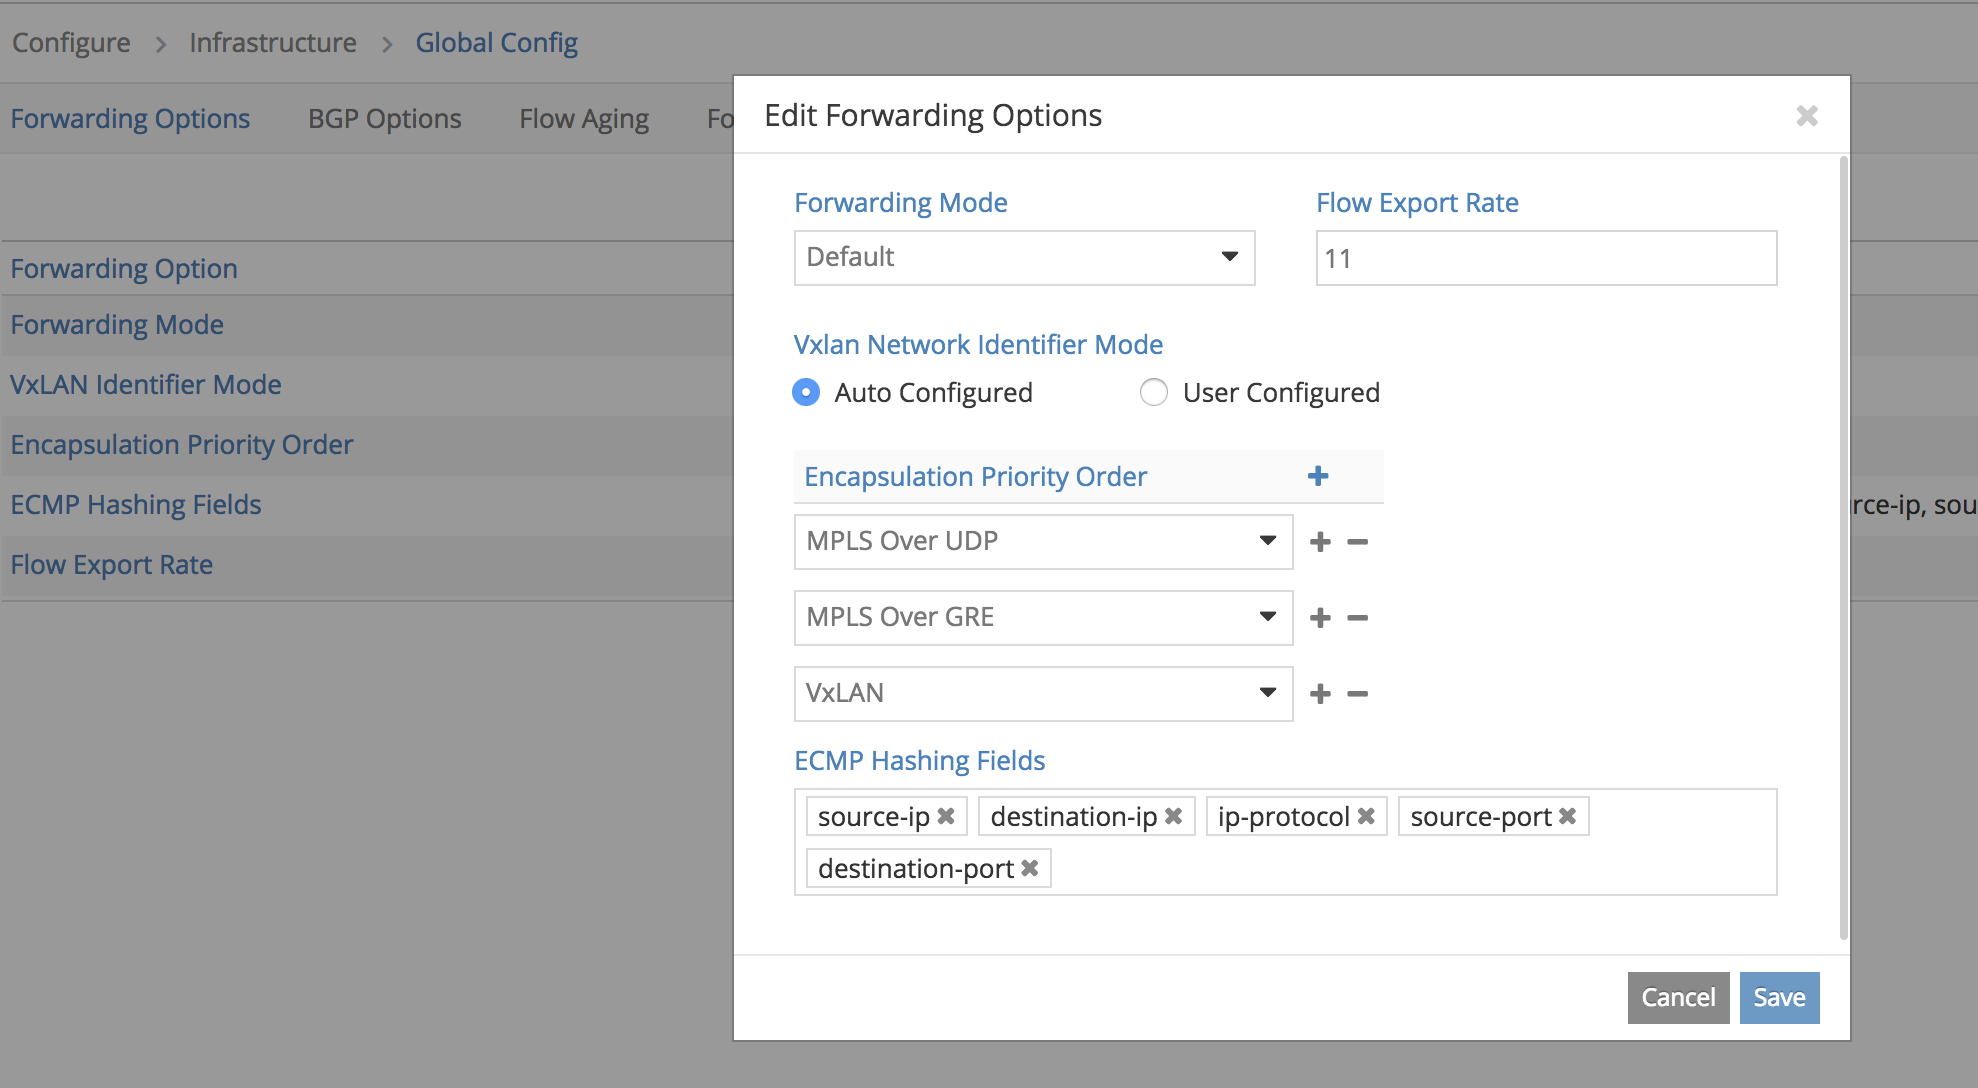 Configure > Infrastructure > Global Config
Forwarding Options BGP Options Flow Aging Fo
Forwarding Option
Forwarding Mode
VxLAN Identifier Mode
Encapsulation Priority Order
ECMP Hashing Fields
rce-ip, sou
Flow Export Rate
Edit Forwarding Options
Forwarding Mode Flow Export Rate
Default 11
Vxlan Network Identifier Mode
Auto Configured User Configured
Encapsulation Priority Order
MPLS Over UDP
MPLS Over GRE
VxLAN
ECMP Hashing Fields
source-ip destination-ip ip-protocol source-port
destination-port
Cancel Save